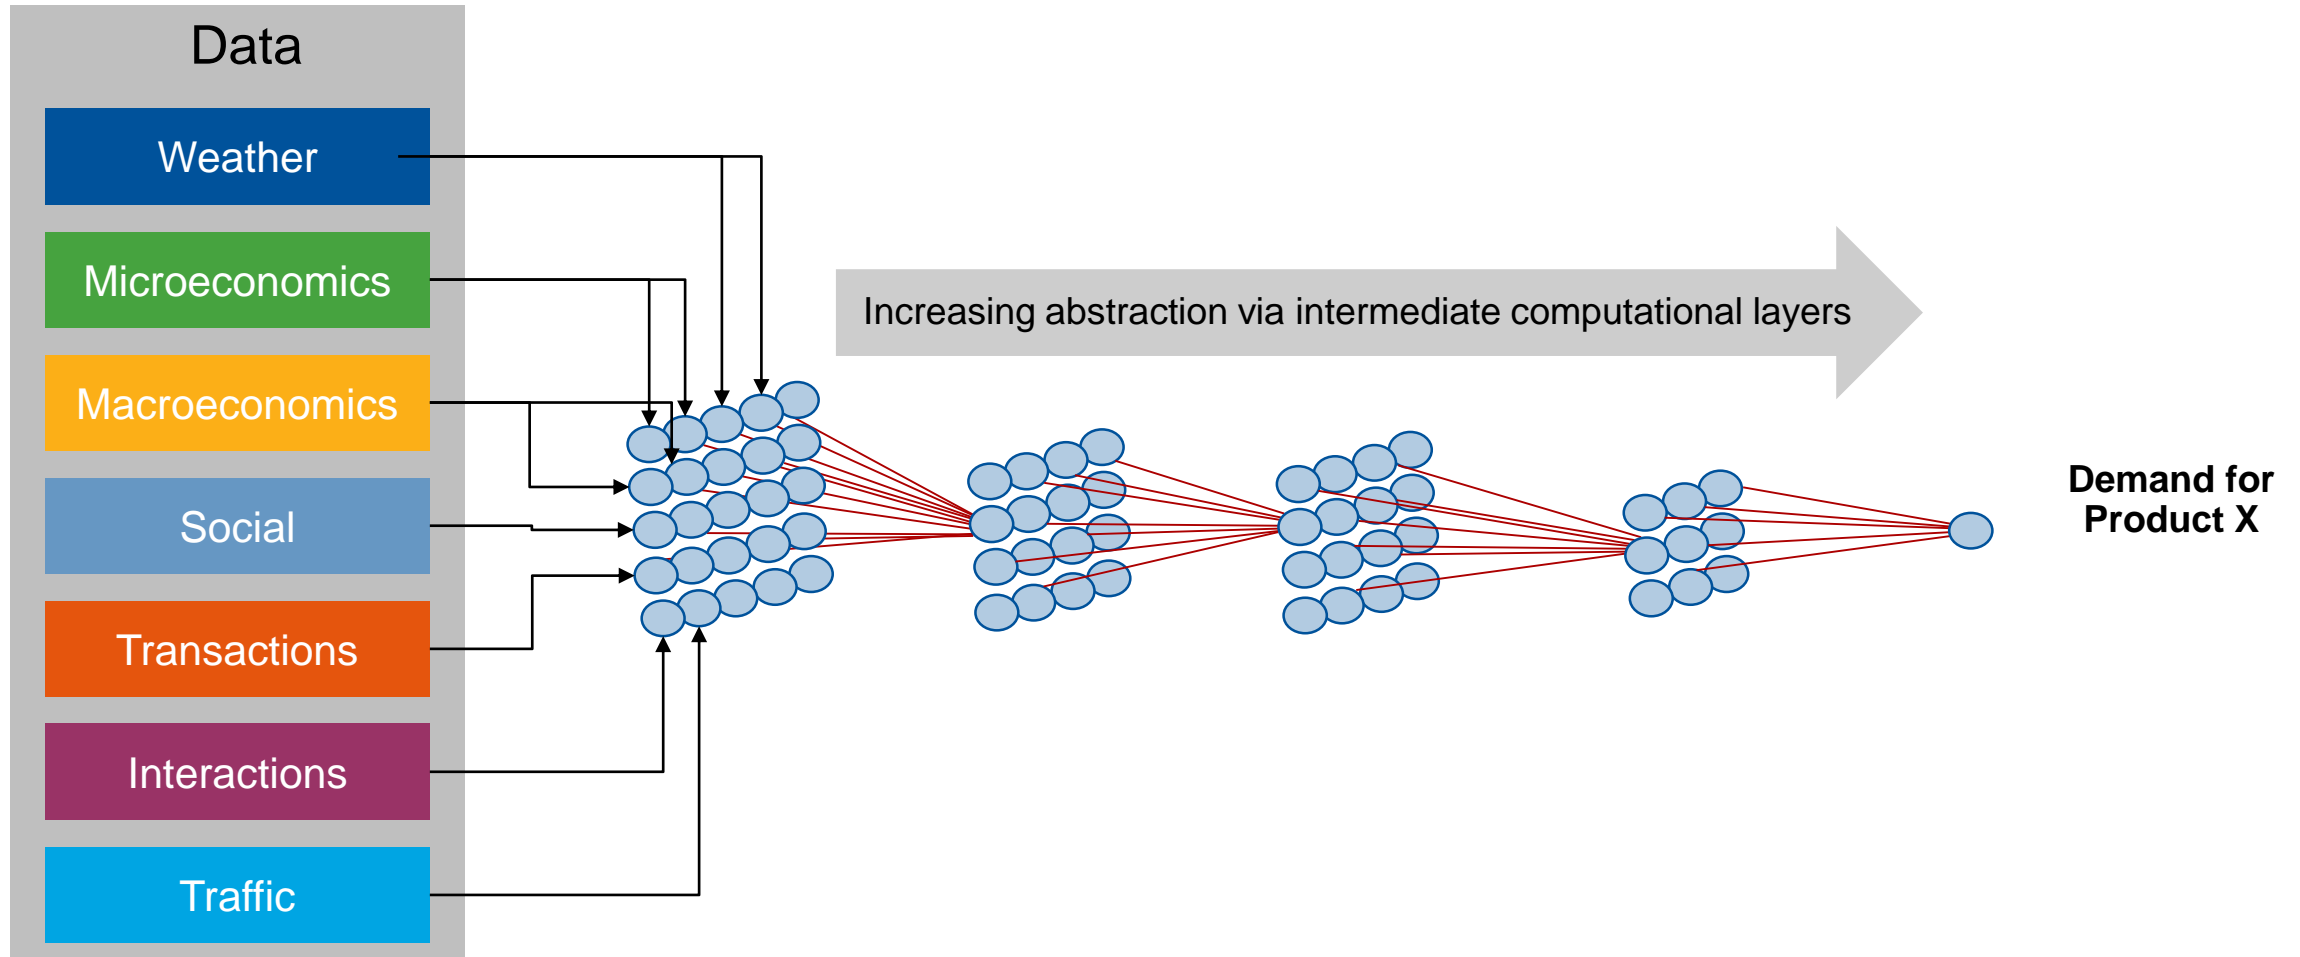 Data
Weather
Microeconomics
Macroeconomics
Social
Transactions
Interactions
Traffic
Increasing abstraction via intermediate computational layers
Demand for
Product X